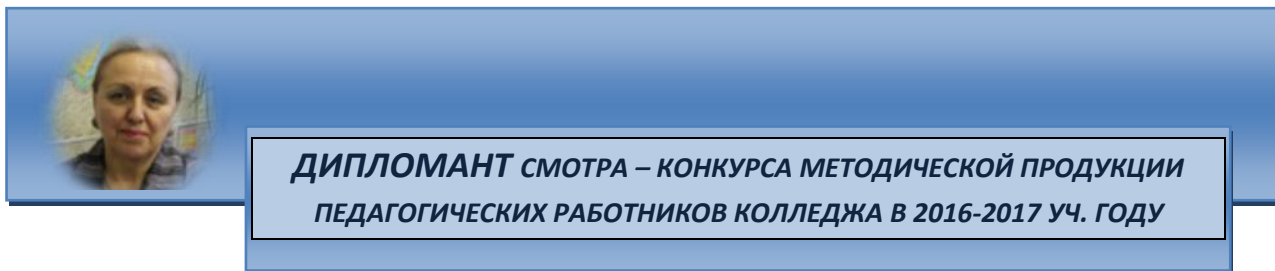 ДИПЛОМАНТ СМОТРА – КОНКУРСА МЕТОДИЧЕСКОЙ ПРОДУКЦИИ
ПЕДАГОГИЧЕСКИХ РАБОТНИКОВ КОЛЛЕДЖА В 2016-2017 УЧ. ГОДУ